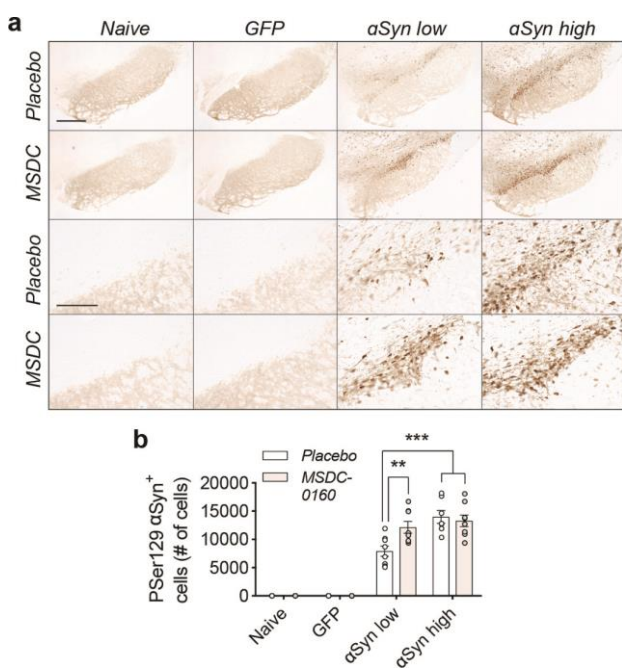 a
Naive GFP αSyn low αSyn high
Placebo
MSDC
Placebo
MSDC
b
Placebo
MSDC-
0160
***
**
PSer129 αSyn+
cells (# of cells)
20000
15000
10000
5000
0
Naive
GFP
αSyn low
αSyn high